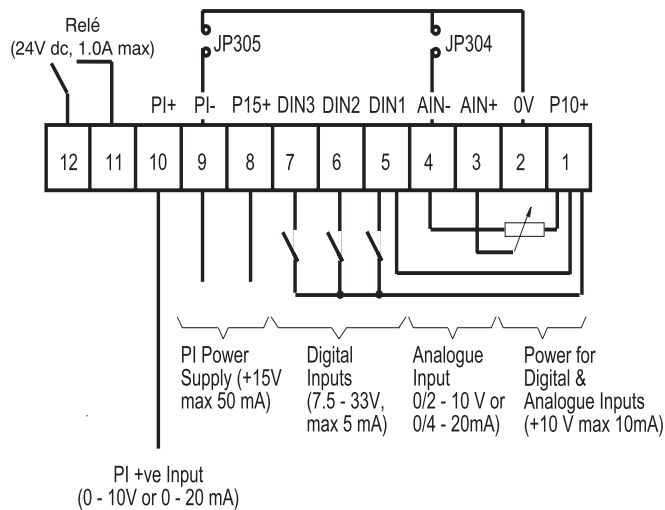 Relé
(24V dc, 1.0A max)
JP305
JP304
PI+ PI- P15+ DIN3 DIN2 DIN1 AIN- AIN+ 0V P10+
12 11 10 9 8 7 6 5 4 3 2 1
PI Power
Supply (+15V
max 50 mA)
Digital
Inputs
(7.5 - 33V,
max 5 mA)
Analogue
Input
0/2 - 10 V or
0/4 - 20mA)
Power for
Digital &
Analogue Inputs
(+10 V max 10mA)
PI +ve Input
(0 - 10V or 0 - 20 mA)